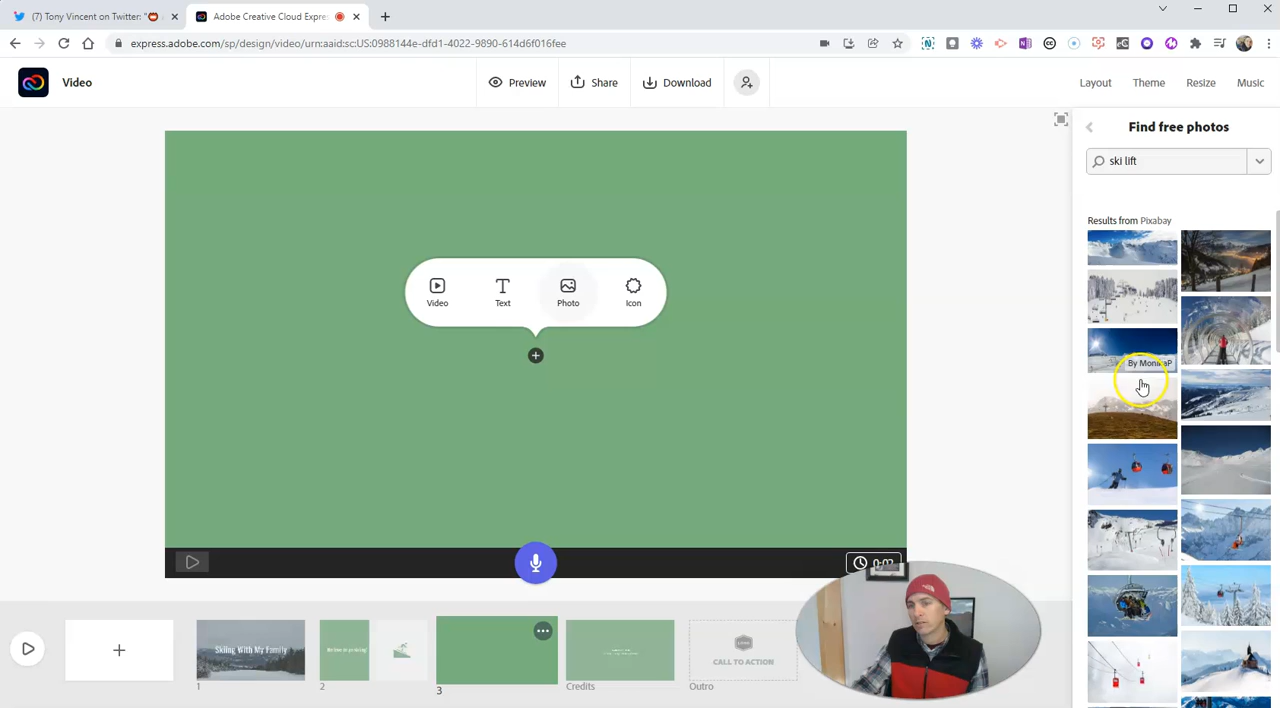 (7) Tony Vincent on Twitter: "
Adobe Creative Cloud Expre
express.adobe.com/sp/design/video/urn:aaid:sc:US:0988144e-dfd1-4022-9890-614d6f016fee
Video
Preview
Share
Download
Layout
Theme
Resize
Music
Find free photos
ski lift
Results from Pixabay
By MonikaP
Video
Text
Photo
Icon
Skiing With My Family
CALL TO ACTION
1
2
3
Credits
Outro